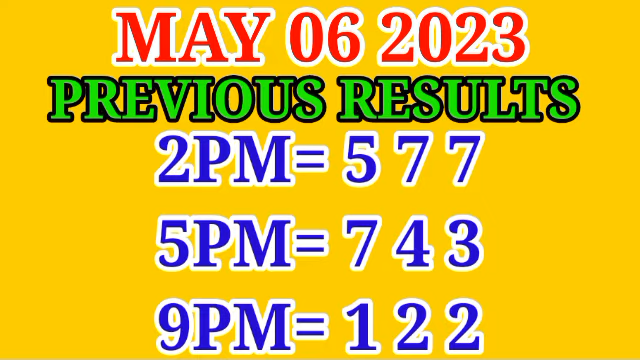 MAY 06 2023
PREVIOUS RESULTS
2PM= 5 7 7
5PM= 7 4 3
9PM= 1 2 2